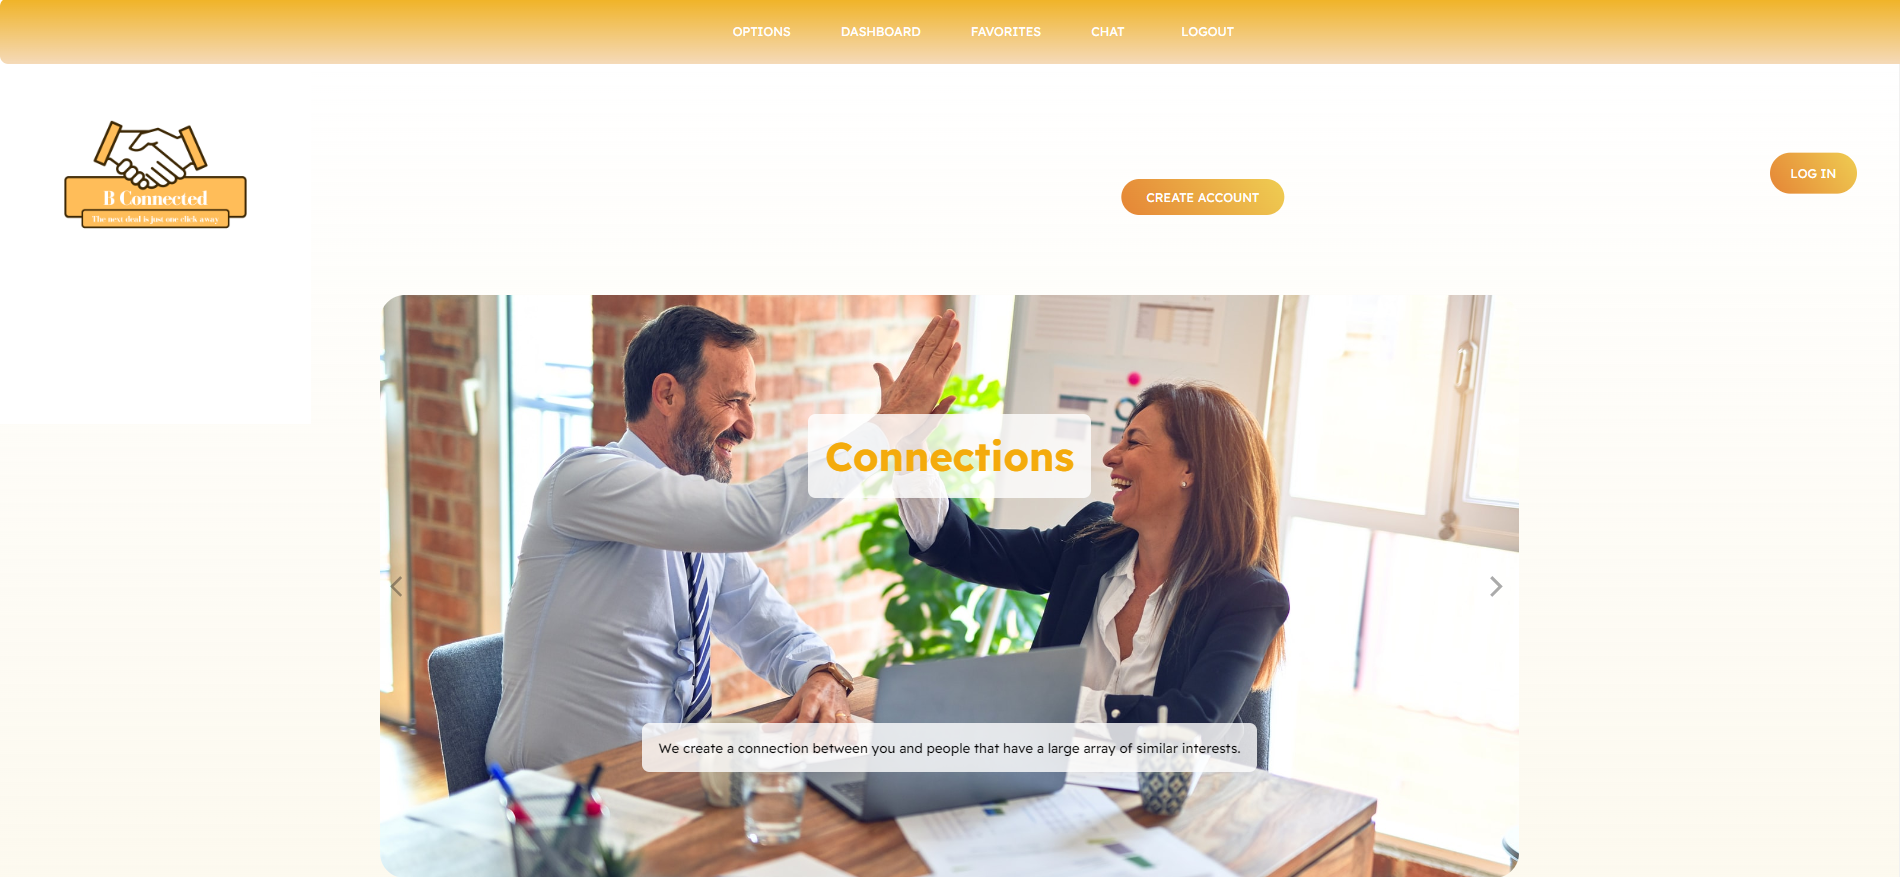 OPTIONS DASHBOARD FAVORITES CHAT LOGOUT
B Connected
The next deal is just one click away
CREATE ACCOUNT
LOG IN
Connections
We create a connection between you and people that have a large array of similar interests.